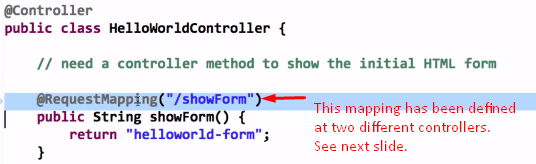 @Controller
public class HelloWorldController {
// need a controller method to show the initial HTML form
@RequestMapping("/showForm")
This mapping has been defined
public String showForm() {
at two different controllers.
return "helloworld-form";
See next slide.
}